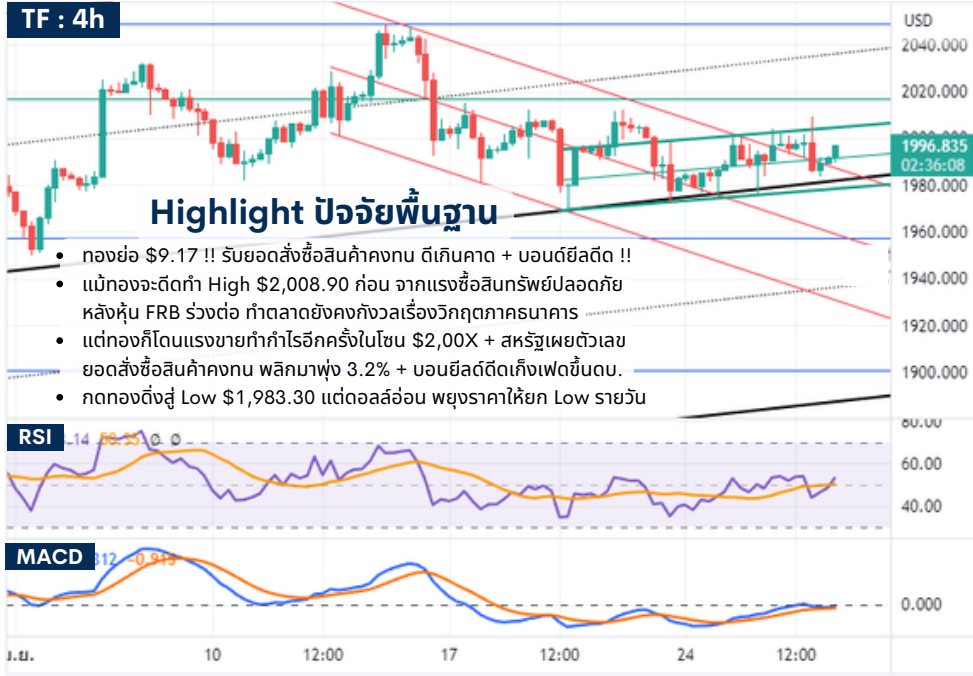 TF : 4h
USD
2040.000
2020.000
1996.835
02:36:08
1980.000
1960.000
1940.000
1920.000
1900.000
Highlight ปัจจัยพื้นฐาน
• ทองย่อ $9.17 !! รับยอดสั่งซื้อสินค้าคงทน ดีเกินคาด + บอนด์ยีลดีด !!
• แม้ทองจะดีดทำ High $2,008.90 ก่อน จากแรงซื้อสินทรัพย์ปลอดภัย
หลังหุ้น FRB ร่วงต่อ ทำตลาดยังคงกังวลเรื่องวิกฤตภาคธนาคาร
• แต่ทองก็โดนแรงขายทำกำไรอีกครั้งในโซน $2,00X + สหรัฐเผยตัวเลข
ยอดสั่งซื้อสินค้าคงทน พลิกมาพุ่ง 3.2% + บอนยีลด์ดีดเก็งเฟดขึ้นดบ.
• กดทองดิ่งสู่ Low $1,983.30 แต่ดอลล์อ่อน พยุงราคาให้ยก Low รายวัน
RSI
80.00
60.00
40.00
MACD
-0.915
0.000
10
12:00
17
12:00
24
12:00